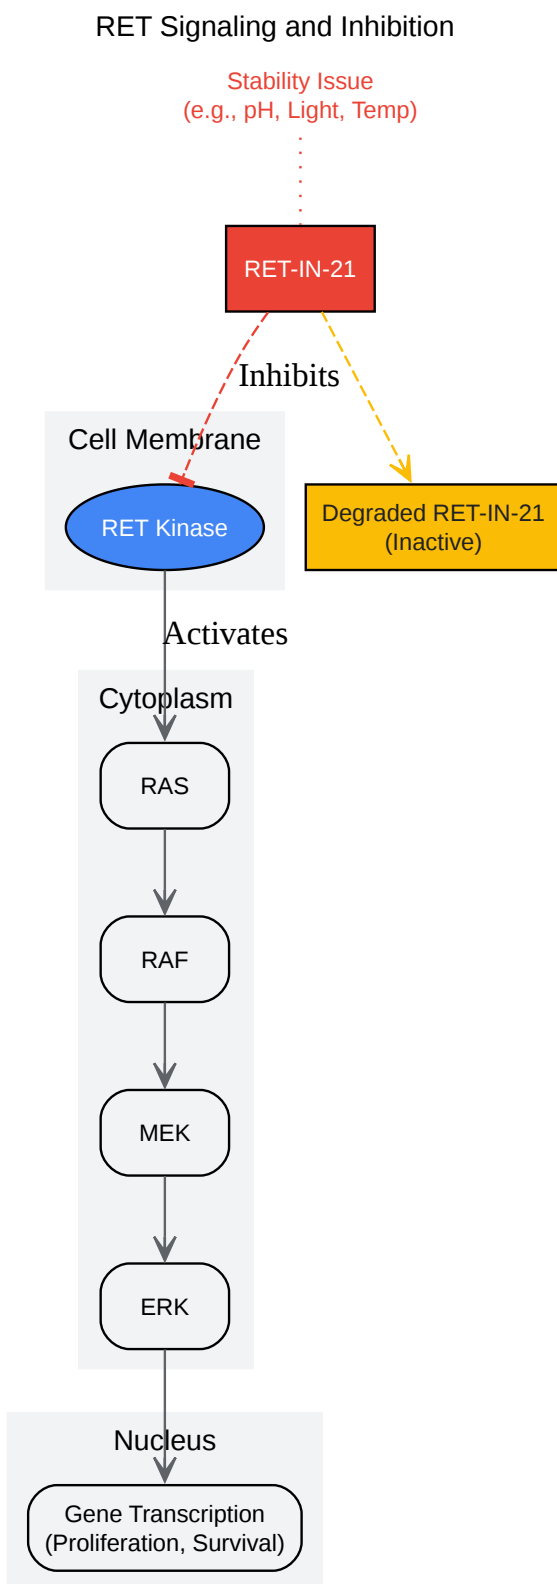 RET Signaling and Inhibition
Stability Issue
(e.g., pH, Light, Temp)
RET-IN-21
Inhibits
Cell Membrane
RET Kinase
Degraded RET-IN-21
(Inactive)
Activates
Cytoplasm
RAS
RAF
MEK
ERK
Nucleus
Gene Transcription
(Proliferation, Survival)